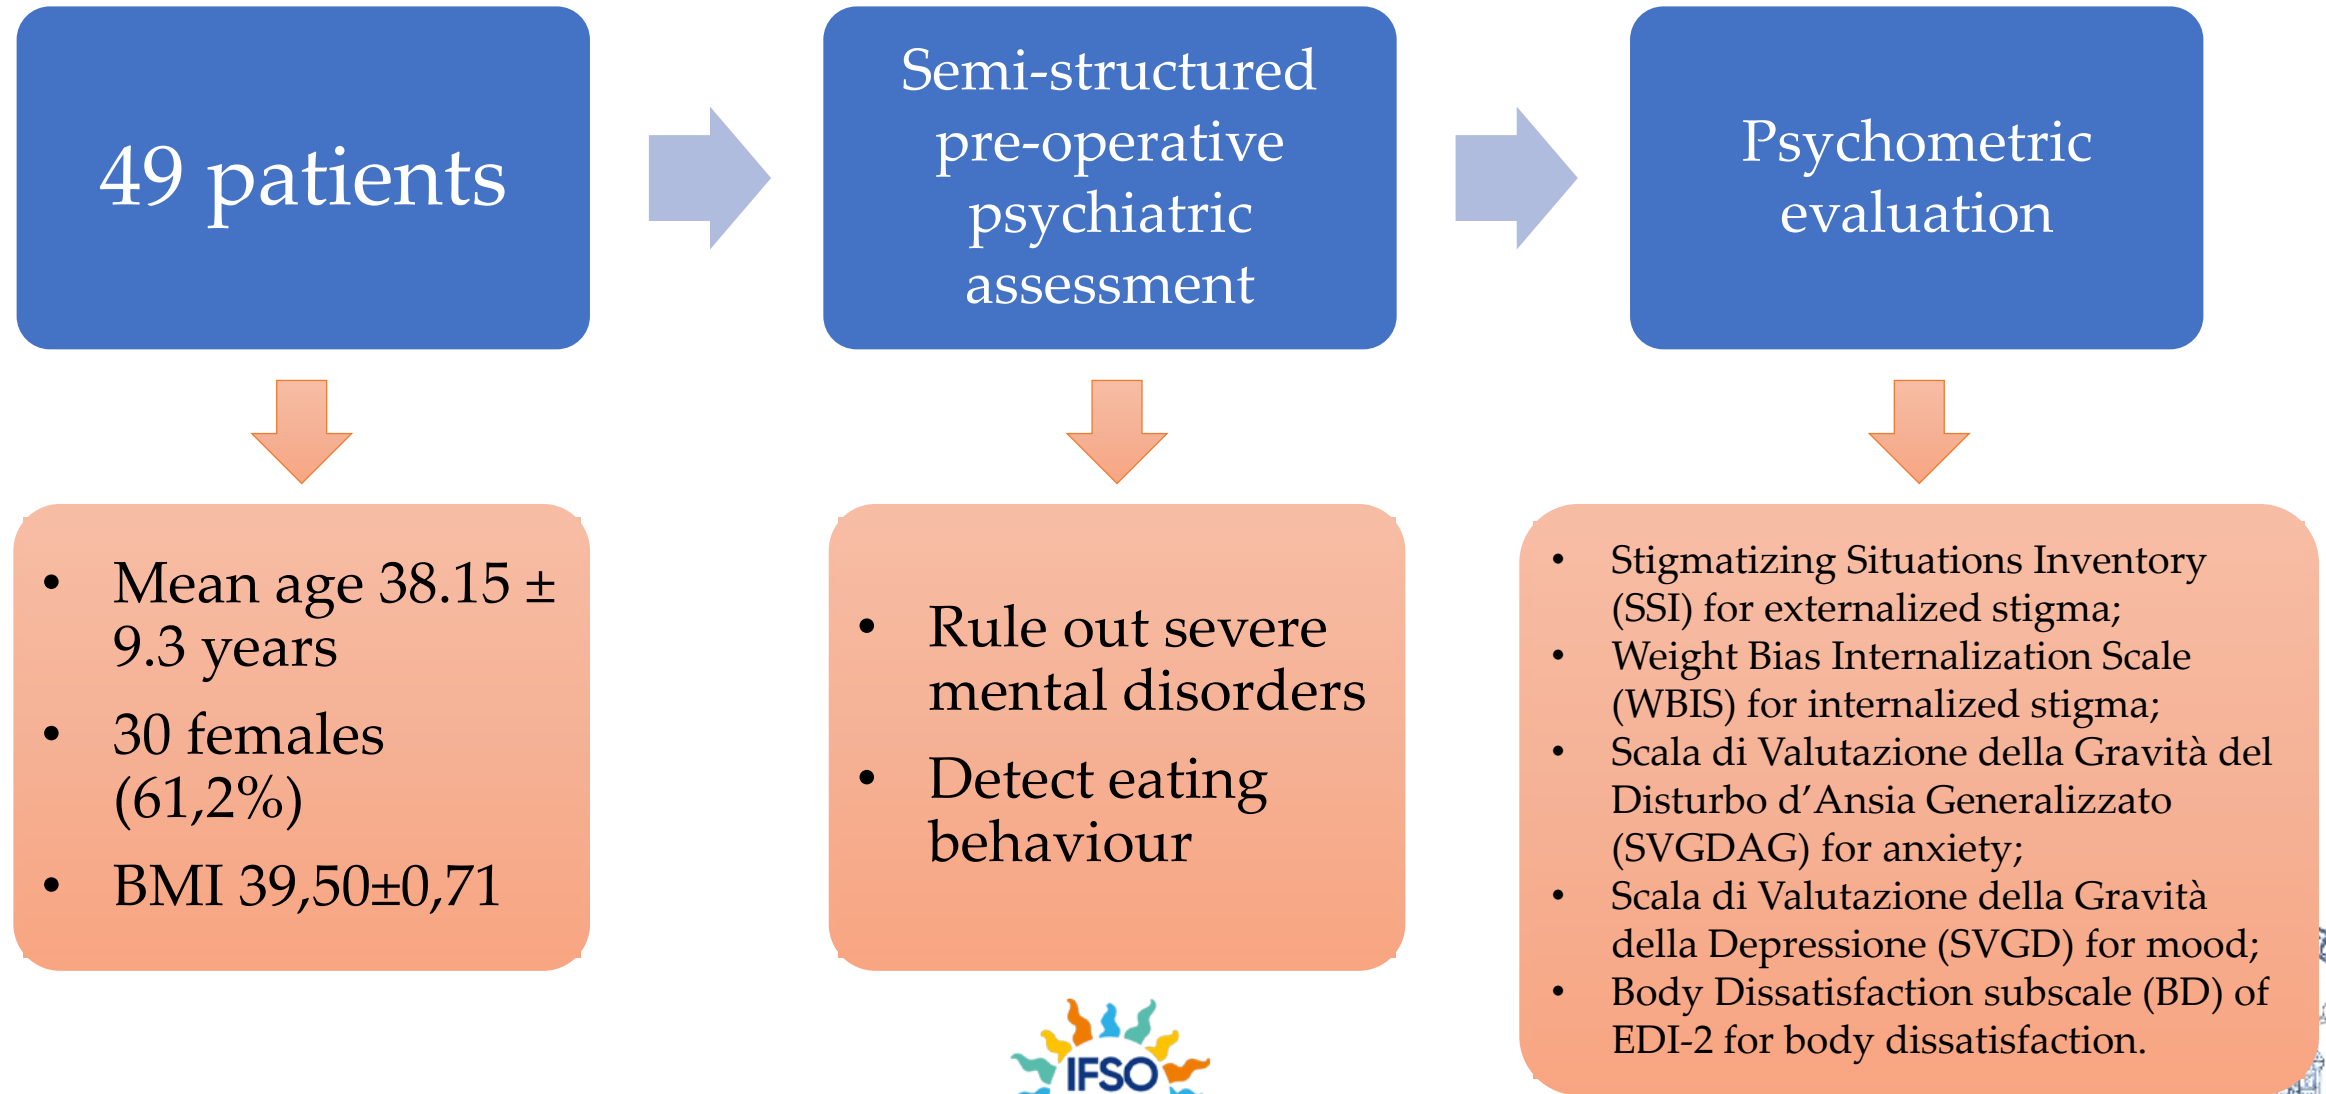 49 patients
Semi-structured
pre-operative
psychiatric
assessment
Psychometric
evaluation
• Mean age 38.15 ±
9.3 years
• 30 females
(61,2%)
• BMI 39,50±0,71
• Rule out severe
mental disorders
• Detect eating
behaviour
• Stigmatizing Situations Inventory
(SSI) for externalized stigma;
• Weight Bias Internalization Scale
(WBIS) for internalized stigma;
• Scala di Valutazione della Gravità del
Disturbo d’Ansia Generalizzato
(SVGDAG) for anxiety;
• Scala di Valutazione della Gravità
della Depressione (SVGD) for mood;
• Body Dissatisfaction subscale (BD) of
EDI-2 for body dissatisfaction.
IFSO